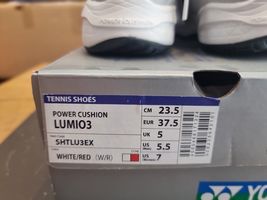 TENNIS SHOES
POWER CUSHION
LUMIO3
SHTLU3EX
WHITE/RED (W/R)
CM 23.5
EUR 37.5
UK 5
US 5.5
US 7
YONEX